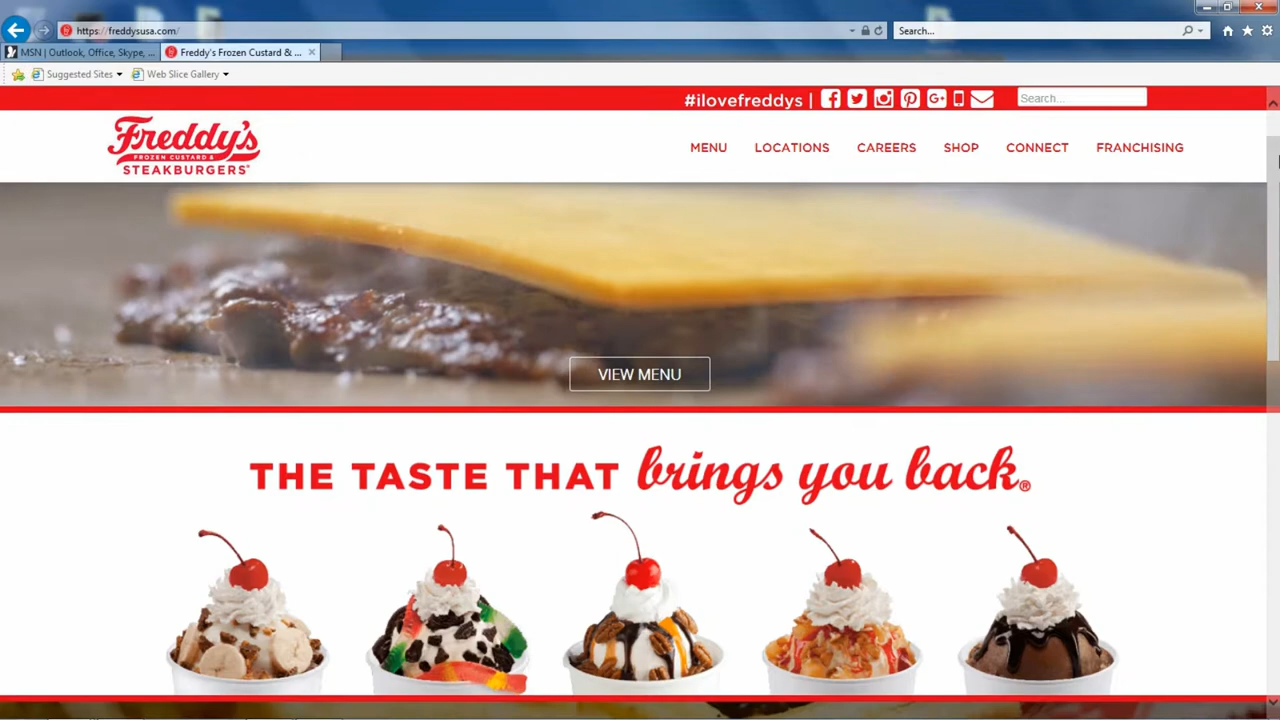 https://freddysusa.com/
Search...
MSN | Outlook, Office, Skype, ...
Freddy's Frozen Custard & ...
Suggested Sites
Web Slice Gallery
#ilovefreddys |
Search...
Freddy's
FROZEN CUSTARD &
STEAKBURGERS®
MENU LOCATIONS CAREERS SHOP CONNECT FRANCHISING
VIEW MENU
THE TASTE THAT brings you back®